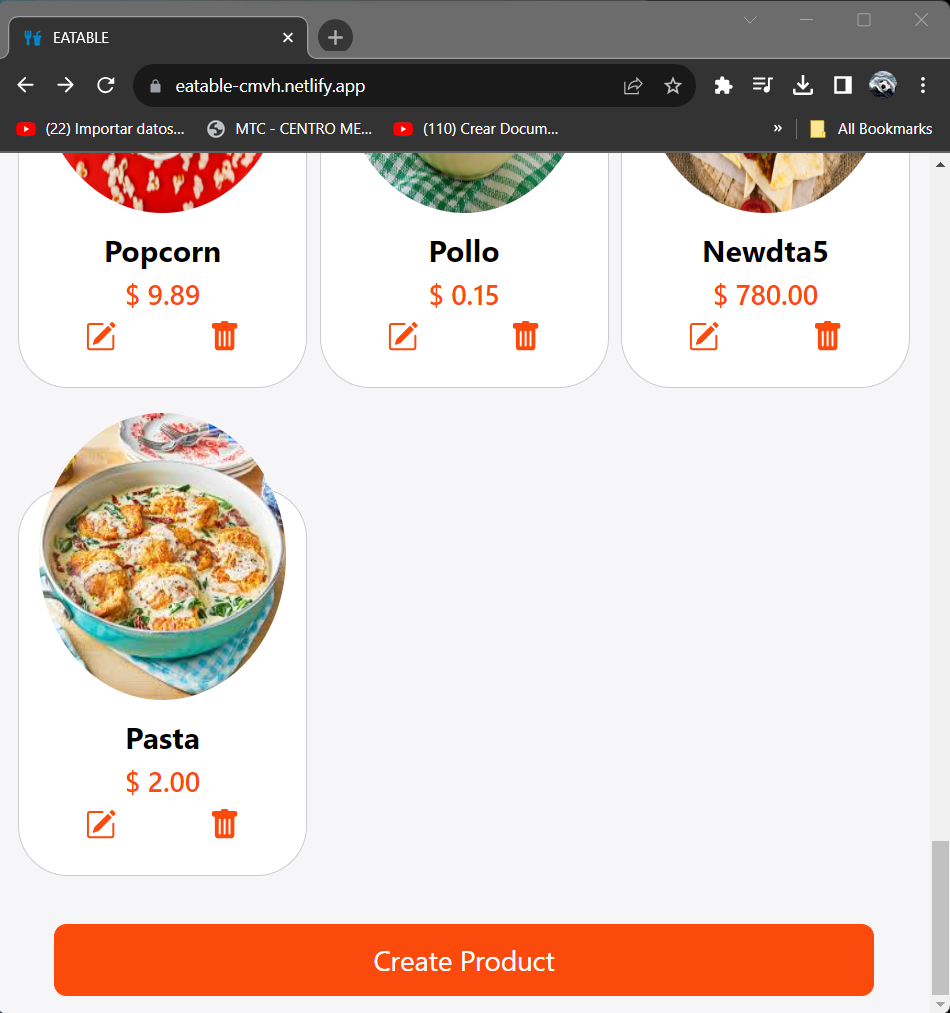 EATABLE
eatable-cmvh.netlify.app
(22) Importar datos...
MTC - CENTRO ME...
(110) Crear Docum...
»
All Bookmarks
Popcorn
Pollo
Newdta5
$ 9.89
$ 0.15
$ 780.00
Pasta
$ 2.00
Create Product